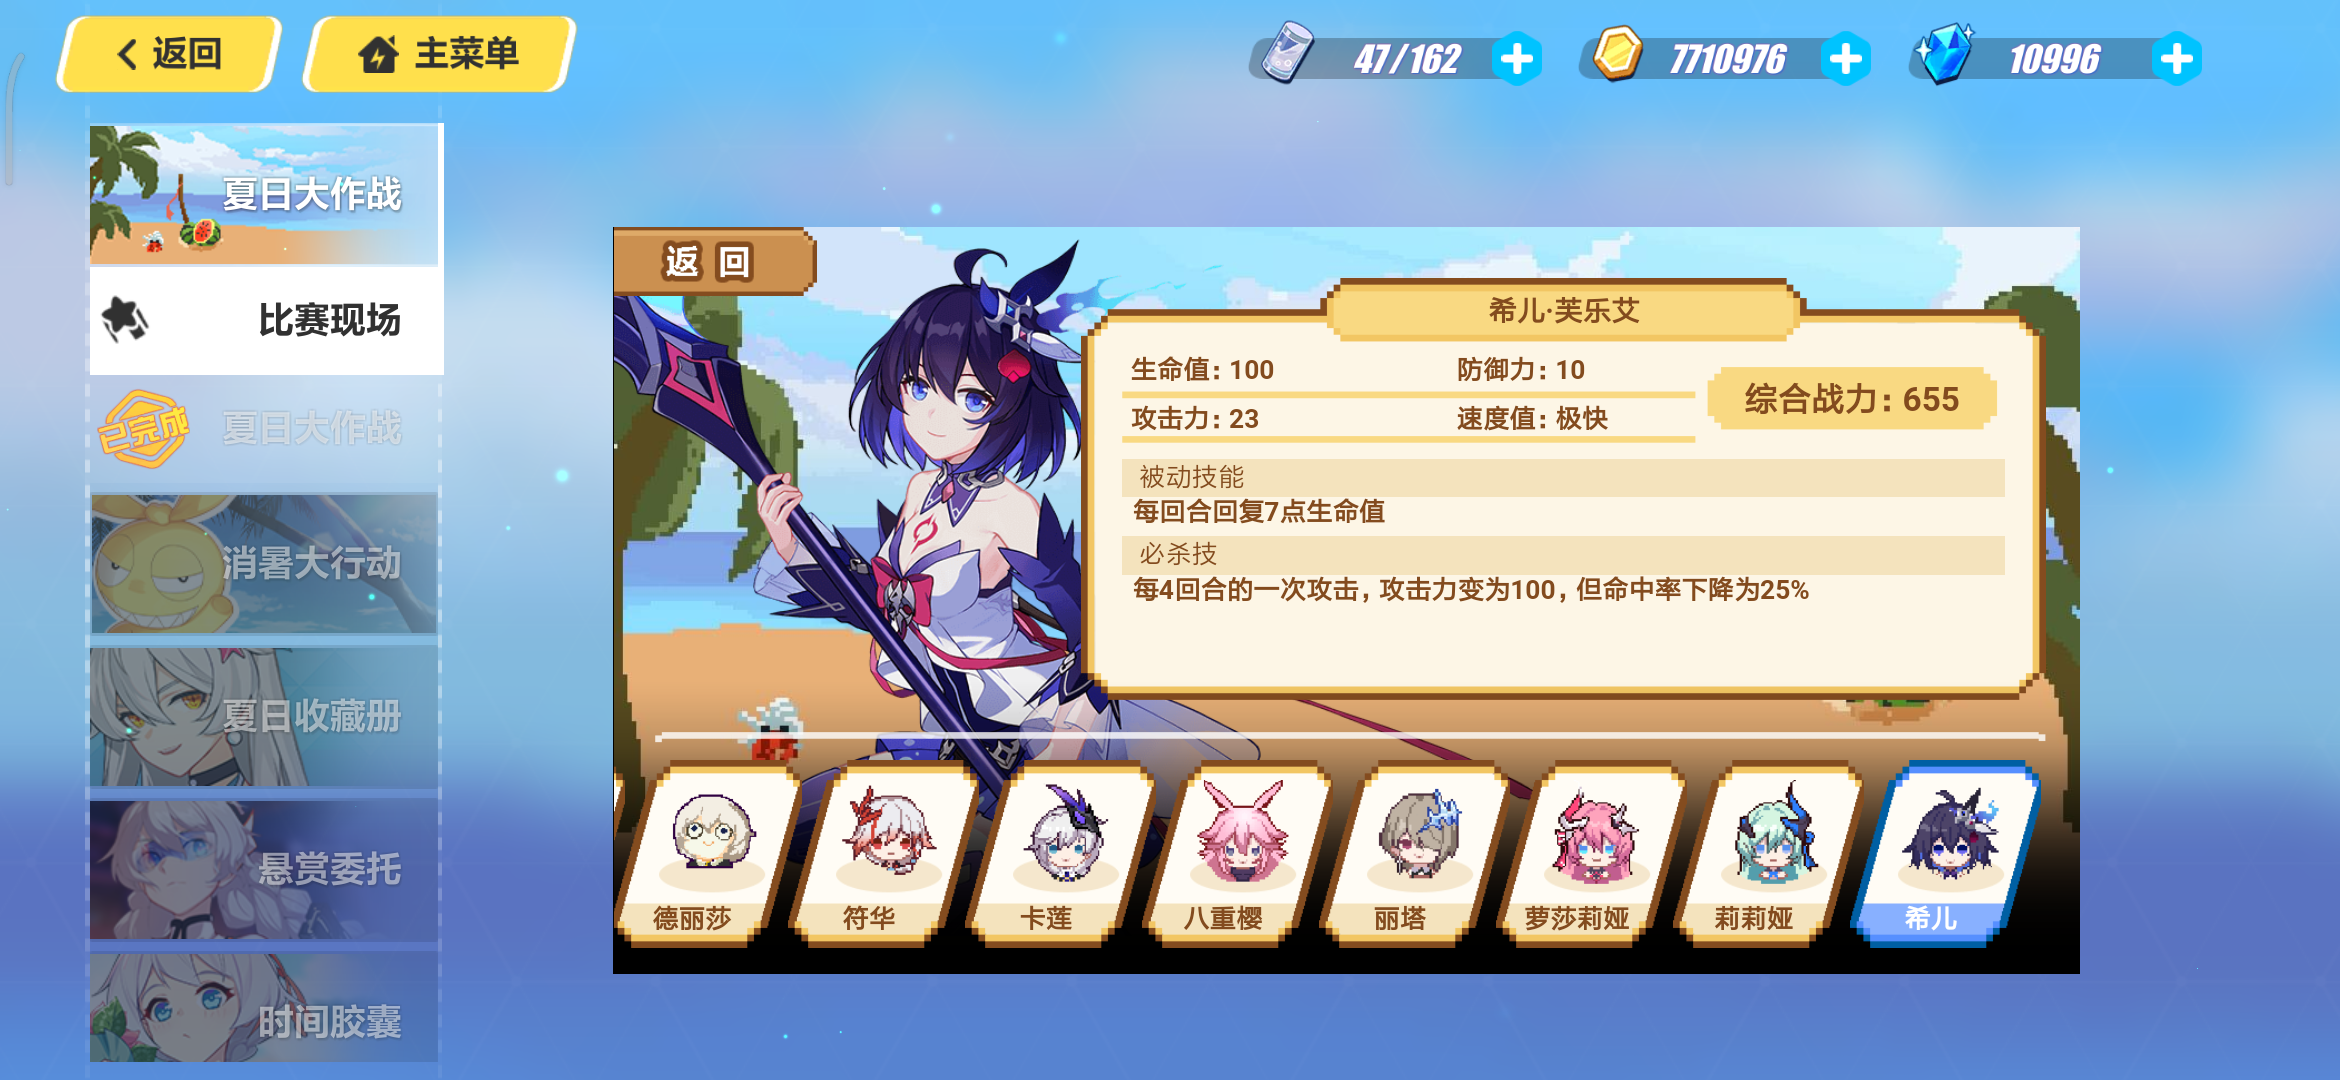 返回
主菜单
47/162
7710976
10996
夏日大作战
比赛现场
已完成
夏日大作战
消暑大行动
夏日收藏册
悬赏委托
时间胶囊
返回
希儿·芙乐艾
生命值: 100
防御力: 10
攻击力: 23
速度值: 极快
综合战力: 655
被动技能
每回合回复7点生命值
必杀技
每4回合的一次攻击, 攻击力变为100, 但命中率下降为25%
德丽莎
符华
卡莲
八重樱
丽塔
萝莎莉娅
莉莉娅
希儿